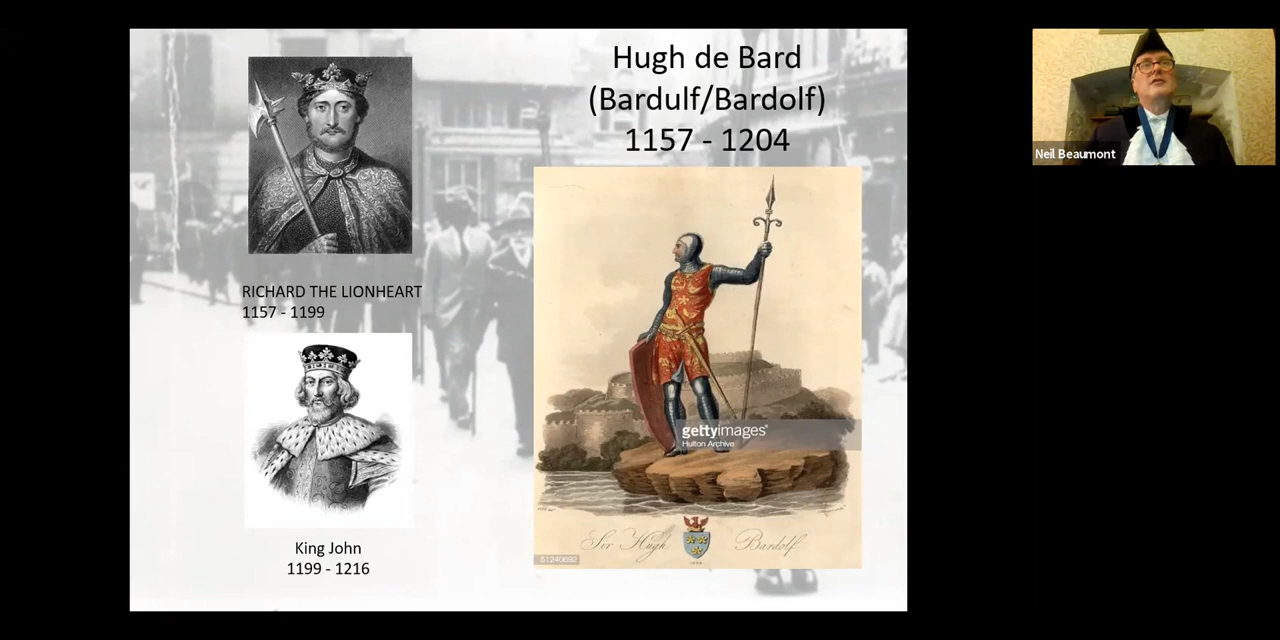 Hugh de Bard
(Bardulf/Bardolf)
1157 - 1204
RICHARD THE LIONHEART
1157 - 1199
King John
1199 - 1216
gettyimages®
Hulton Archive
Sir Hugh Bardolf
51240692
Neil Beaumont